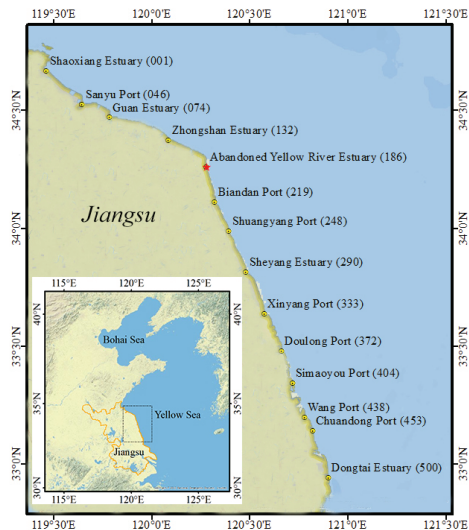 119°30'E 120°0'E 120°30'E 121°0'E 121°30'E
Shaoxiang Estuary (001)
Sanyu Port (046)
Guan Estuary (074)
34°30'N
34°30'N
Zhongshan Estuary (132)
Abandoned Yellow River Estuary (186)
Biandan Port (219)
Jiangsu
Shuangyang Port (248)
34°0'N
34°0'N
Sheyang Estuary (290)
115°E 120°E 125°E
Xinyang Port (333)
40°N
40°N
Bohai Sea
Doulong Port (372)
33°30'N
33°30'N
Simaoyou Port (404)
35°N
35°N
Yellow Sea
Wang Port (438)
Chuandong Port (453)
Jiangsu
33°0'N
33°0'N
Dongtai Estuary (500)
30°N
30°N
115°E 120°E 125°E
119°30'E 120°0'E 120°30'E 121°0'E 121°30'E